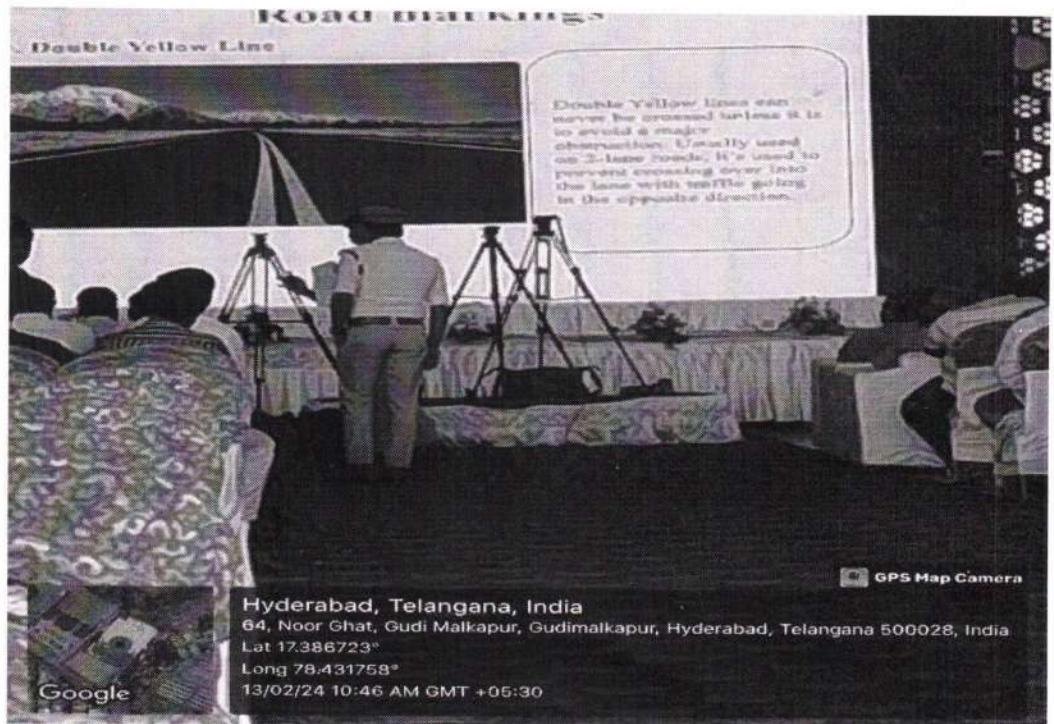 Road markings
Double Yellow Line
Double Yellow lines can
never be crossed unless it is
to avoid a major
obstruction. Usually used
on 2-lane roads, it's used to
prevent crossing over into
the lane with traffic going
in the opposite direction.
GPS Map Camera
Hyderabad, Telangana, India
64, Noor Ghat, Gudi Malkapur, Gudimalkapur, Hyderabad, Telangana 500028, India
Lat 17.386723°
Long 78.431758°
13/02/24 10:46 AM GMT +05:30
Google